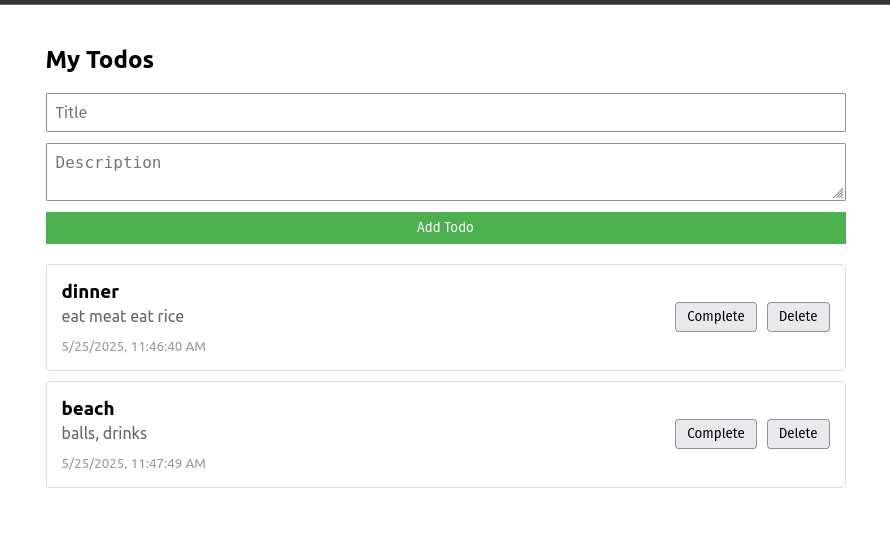 My Todos
Title
Description
Add Todo
dinner
eat meat eat rice
5/25/2025, 11:46:40 AM
Complete
Delete
beach
balls, drinks
5/25/2025, 11:47:49 AM
Complete
Delete